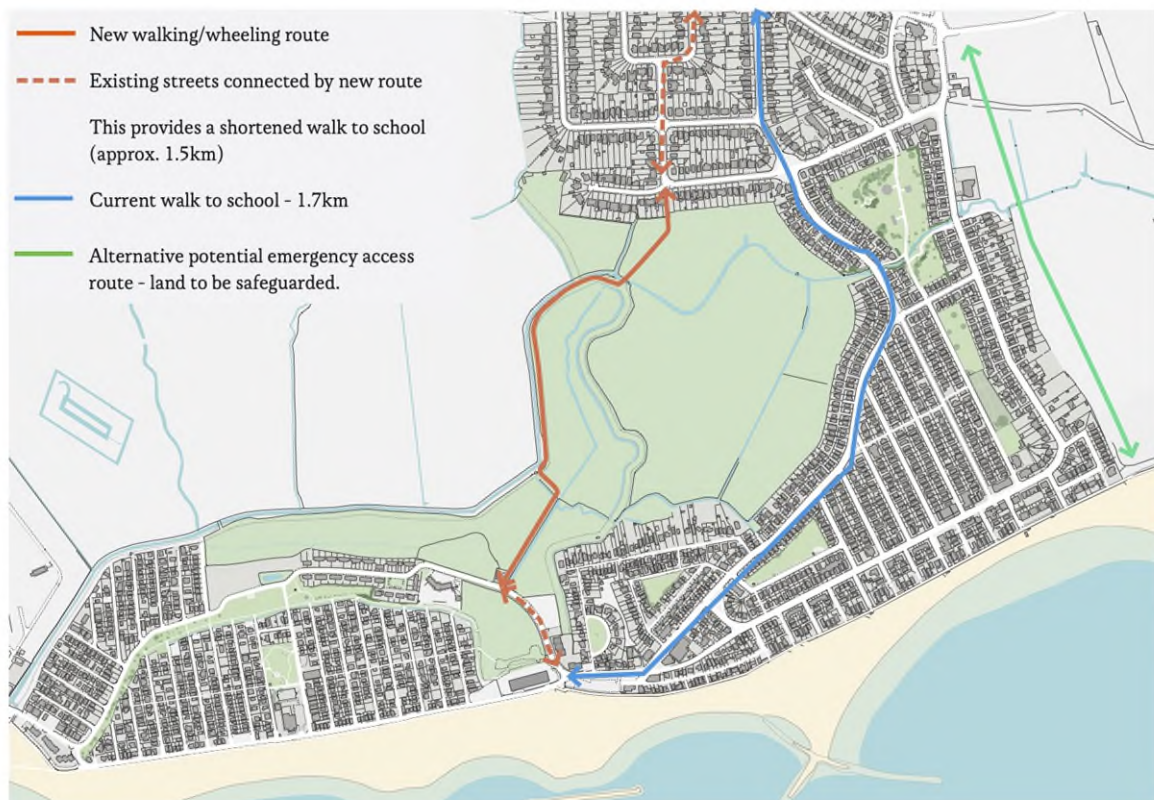 New walking/wheeling route
Existing streets connected by new route
This provides a shortened walk to school
(approx. 1.5km)
Current walk to school - 1.7km
Alternative potential emergency access
route - land to be safeguarded.